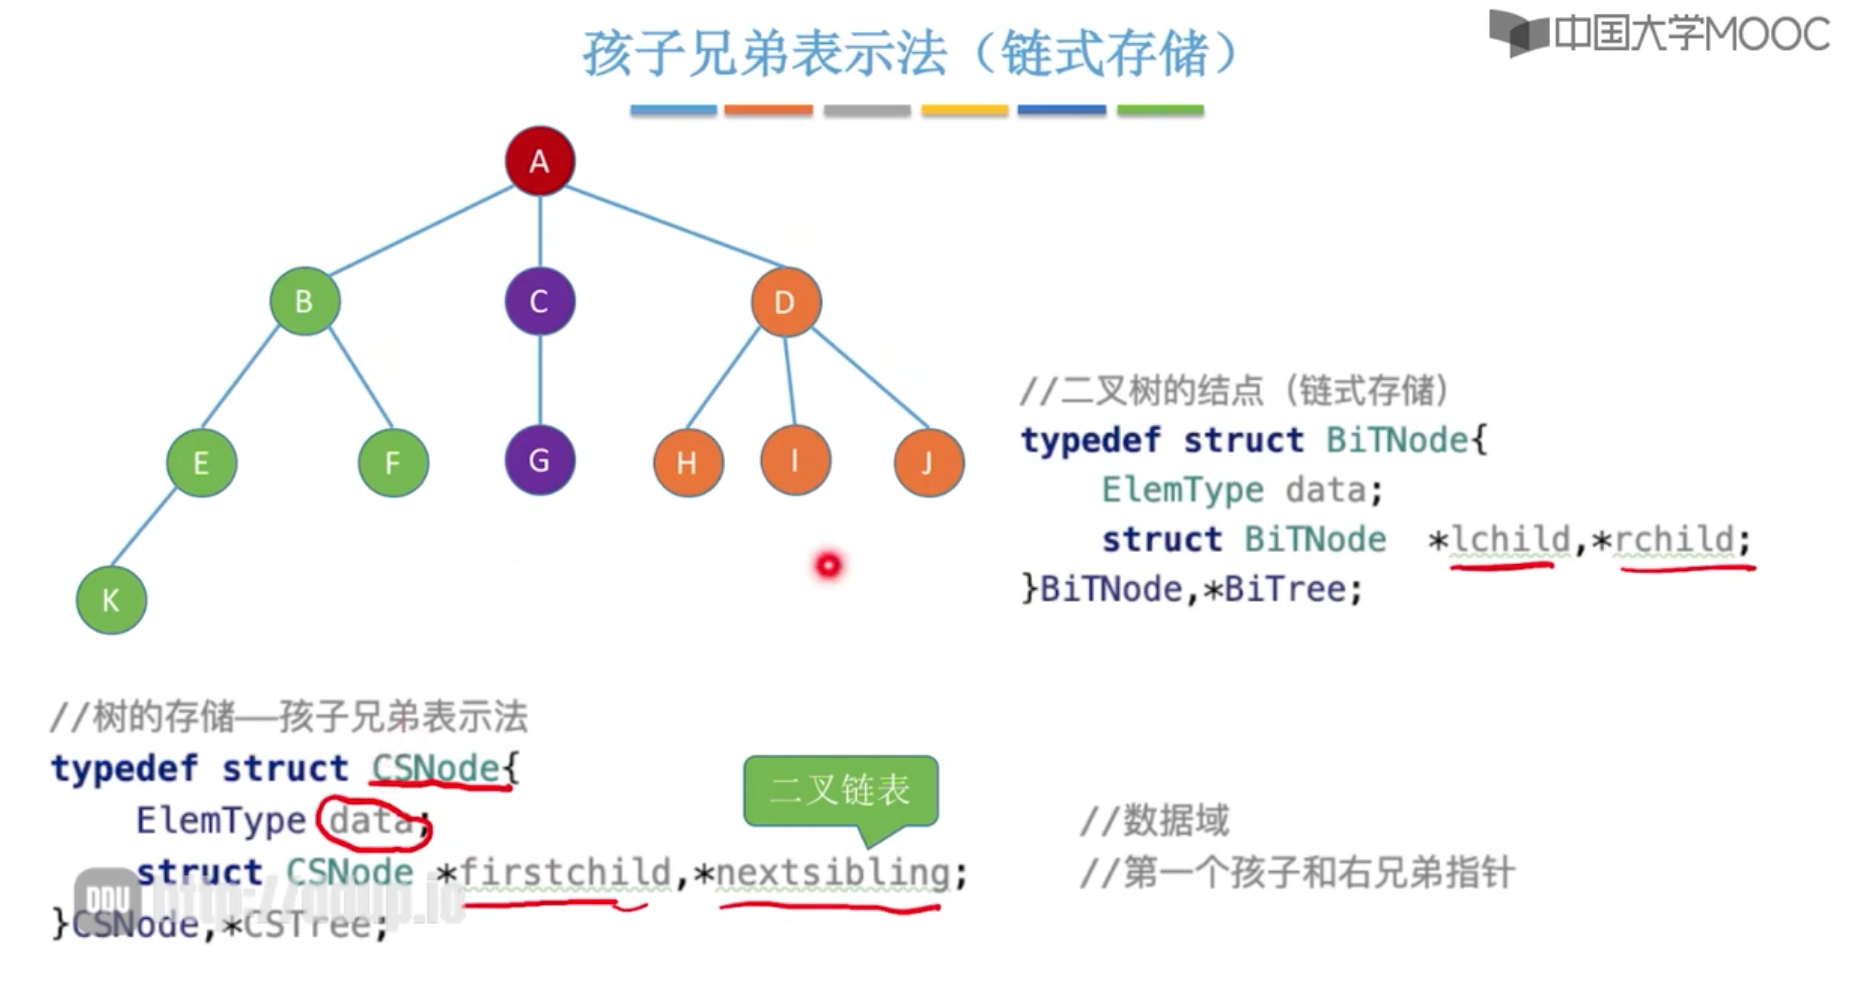 孩子兄弟表示法（链式存储）
中国大学MOOC
A
B
C
D
E
F
G
H
I
J
K
//二叉树的结点（链式存储）
typedef struct BiTNode{
ElemType data;
struct BiTNode *lchild,*rchild;
}BiTNode,*BiTree;
//树的存储——孩子兄弟表示法
typedef struct CSNode{
二叉链表
ElemType data; //数据域
struct CSNode *firstchild,*nextsibling; //第一个孩子和右兄弟指针
}CSNode,*CSTree;